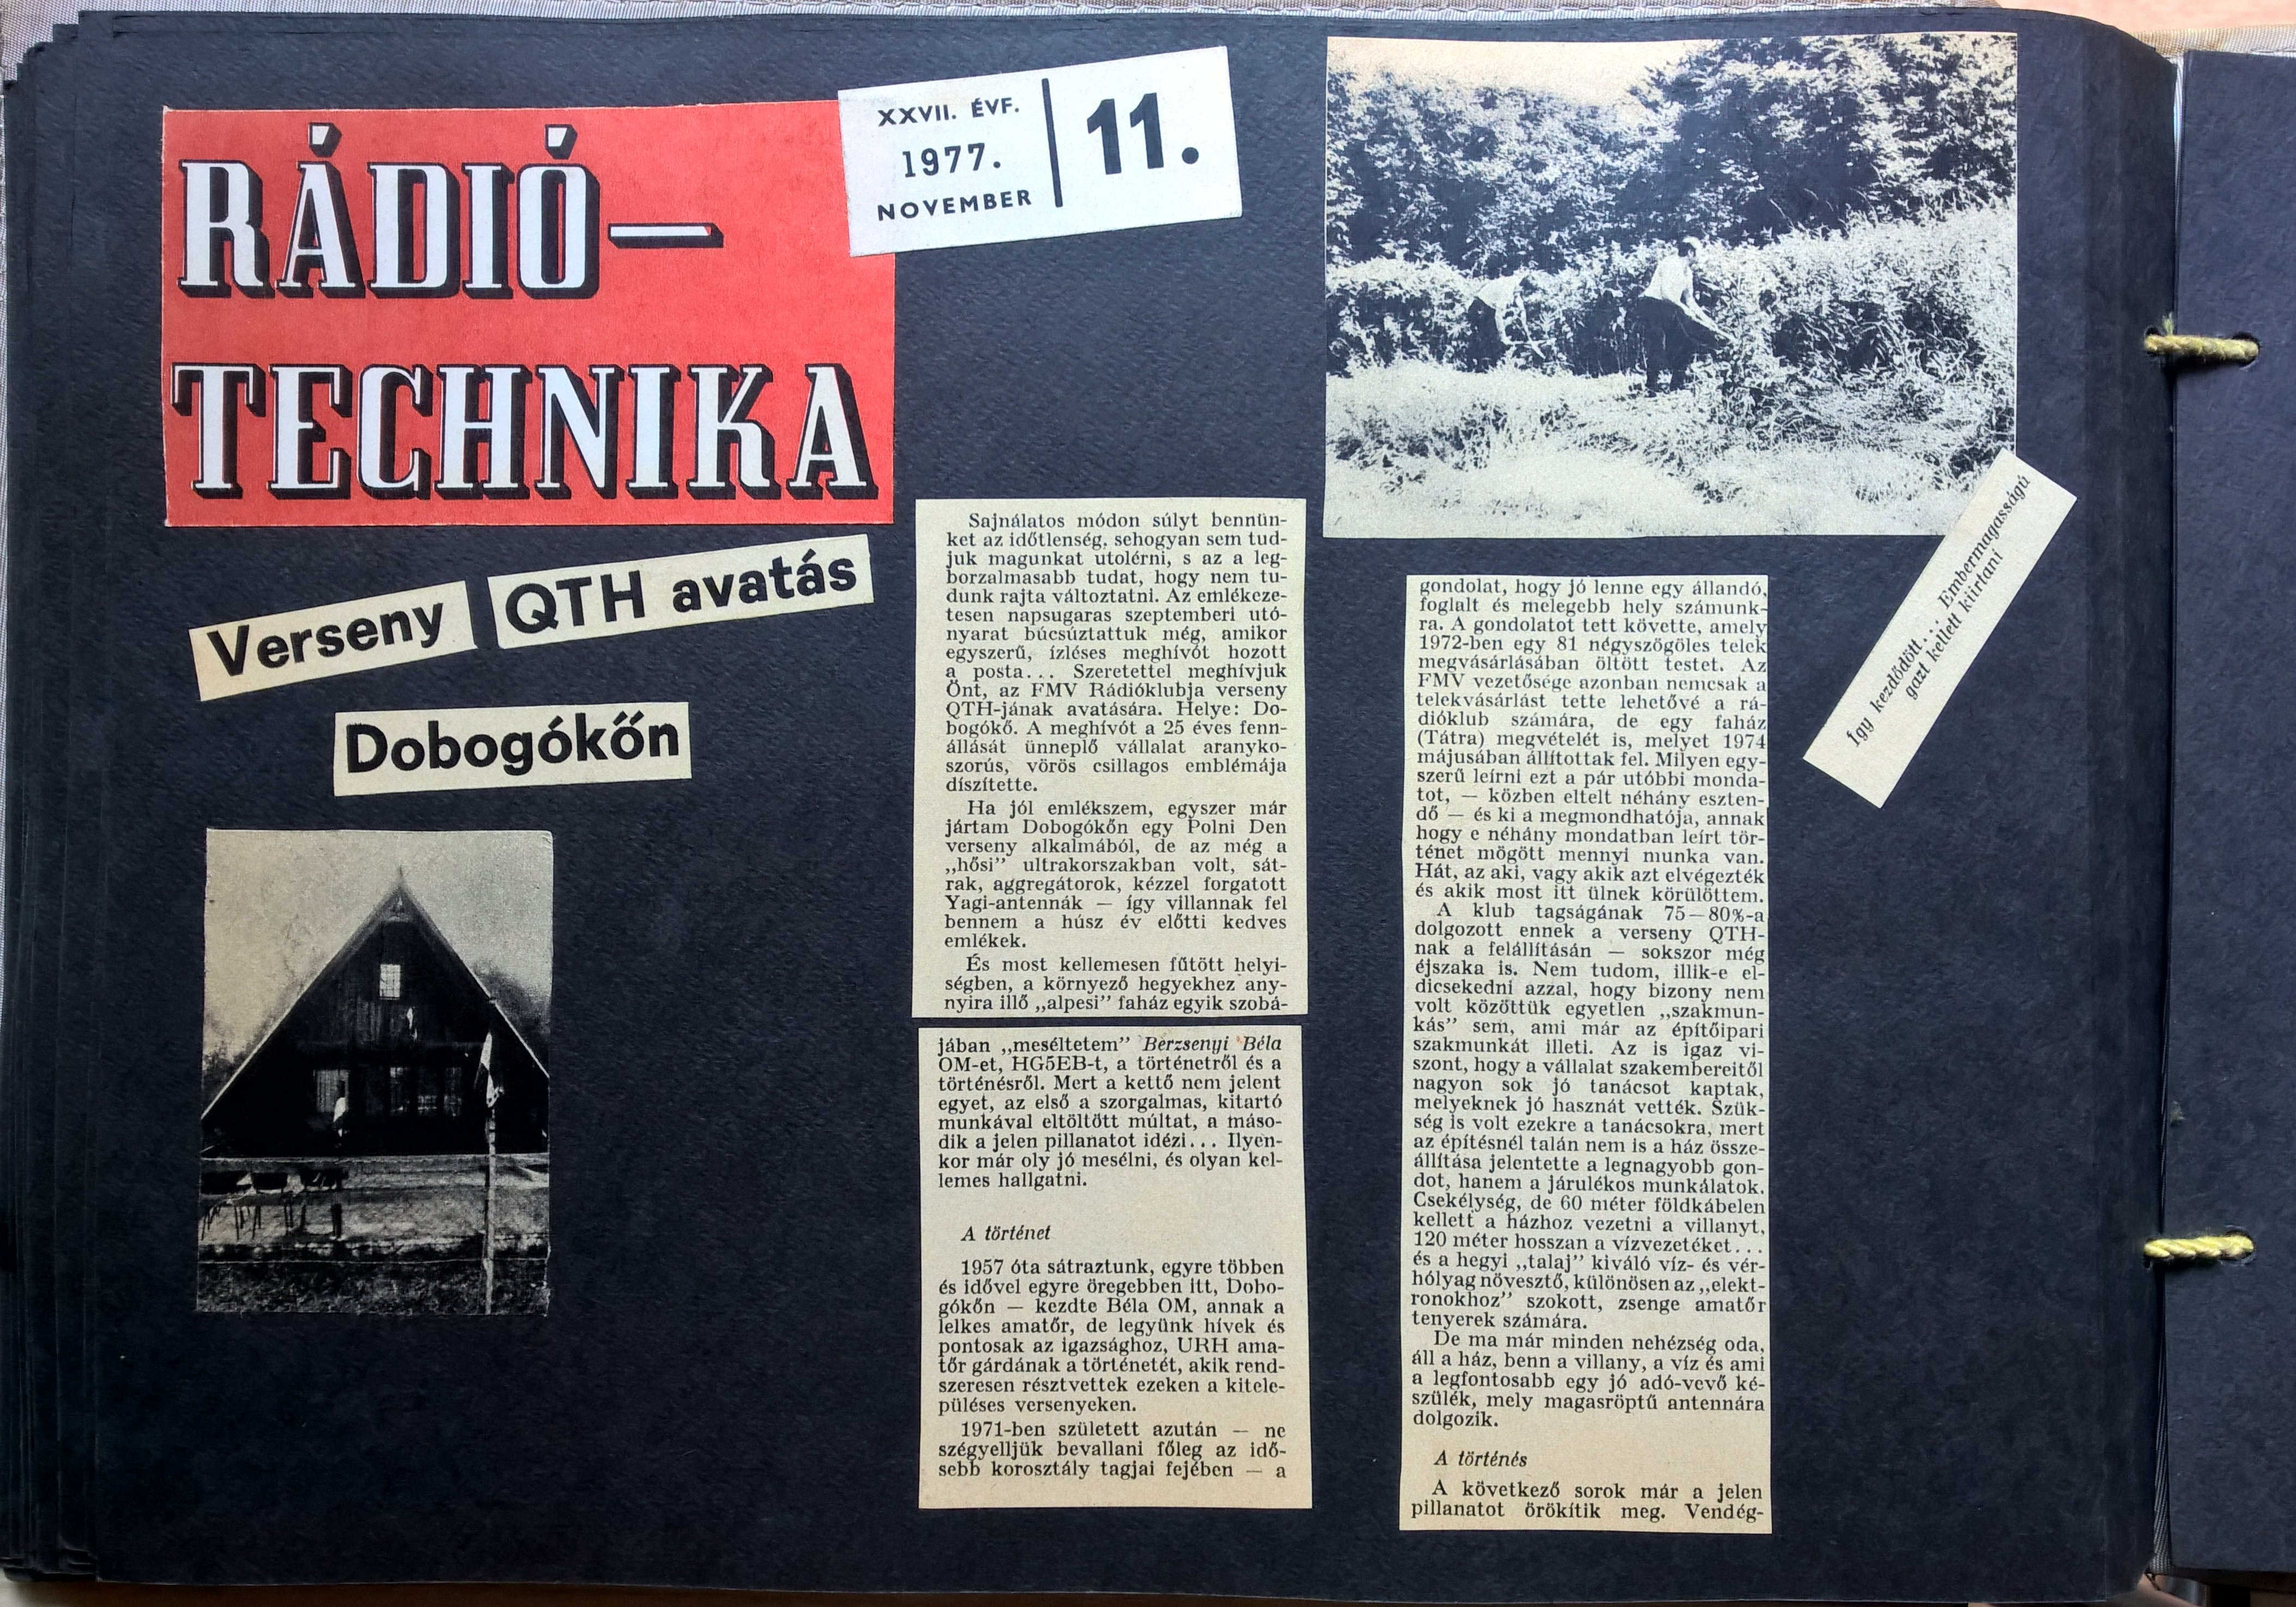 RÁDIÓ–
TECHNIKA
XXVII. ÉVF.
1977.
NOVEMBER
11.
Verseny QTH avatás
Dobogókőn
Sajnálatos módon súlyt bennün-
ket az időtlenség, sehogyan sem tud-
juk magunkat utolérni, s az a leg-
borzalmasabb tudat, hogy nem tu-
dunk rajta változtatni. Az emlékeze-
tesen napsugaras szeptemberi utó-
nyarat búcsúztattuk még, amikor
egyszerű, ízléses meghívót hozott
a posta... Szeretettel meghívjuk
Önt, az FMV Rádióklubja verseny
QTH-jának avatására. Helye: Do-
bogókő. A meghívót a 25 éves fenn-
állását ünneplő vállalat aranyko-
szorús, vörös csillagos emblémája
díszítette.
Ha jól emlékszem, egyszer már
jártam Dobogókőn egy Polni Den
verseny alkalmából, de az még a
„hősi” ultrakorszakban volt, sát-
rak, aggregátorok, kézzel forgatott
Yagi-antennák — így villannak fel
bennem a húsz év előtti kedves
emlékek.
És most kellemesen fűtött helyi-
ségben, a környező hegyekhez any-
nyira illő „alpesi” faház egyik szobá-
jában „meséltetem” Berzsenyi Béla
OM-et, HG5EB-t, a történetről és a
történésről. Mert a kettő nem jelent
egyet, az első a szorgalmas, kitartó
munkával eltöltött múltat, a máso-
dik a jelen pillanatot idézi... Ilyen-
kor már oly jó mesélni, és olyan kel-
lemes hallgatni.
A történet
1957 óta sátraztunk, egyre többen
és idővel egyre öregebben itt, Dobo-
gókőn — kezdte Béla OM, annak a
lelkes amatőr, de legyünk hívek és
pontosak az igazsághoz, URH ama-
tőr gárdának a történetét, akik rend-
szeresen résztvettek ezeken a kitele-
püléses versenyeken.
1971-ben született azután — ne
szégyelljük bevallani főleg az idő-
sebb korosztály tagjai fejében — a
gondolat, hogy jó lenne egy állandó,
foglalt és melegebb hely számunk-
ra. A gondolatot tett követte, amely
1972-ben egy 81 négyszögöles telek
megvásárlásában öltött testet. Az
FMV vezetősége azonban nemcsak a
telekvásárlást tette lehetővé a rá-
dióklub számára, de egy faház
(Tátra) megvételét is, melyet 1974
májusában állítottak fel. Milyen egy-
szerű leírni ezt a pár utóbbi monda-
tot, — közben eltelt néhány eszten-
dő — és ki a megmondhatója, annak
hogy e néhány mondatban leírt tör-
ténet mögött mennyi munka van.
Hát, az aki, vagy akik azt elvégezték
és akik most itt ülnek körülöttem.
A klub tagságának 75—80%-a
dolgozott ennek a verseny QTH-
nak a felállításán — sokszor még
éjszaka is. Nem tudom, illik-e el-
dicsekedni azzal, hogy bizony nem
volt közöttük egyetlen „szakmun-
kás” sem, ami már az építőipari
szakmunkát illeti. Az is igaz vi-
szont, hogy a vállalat szakembereitől
nagyon sok jó tanácsot kaptak,
melyeknek jó hasznát vették. Szük-
ség is volt ezekre a tanácsokra, mert
az építésnél talán nem is a ház össze-
állítása jelentette a legnagyobb gon-
dot, hanem a járulékos munkálatok.
Csekélység, de 60 méter földkábelen
kellett a házhoz vezetni a villanyt,
120 méter hosszan a vízvezetéket...
és a hegyi „talaj” kiváló víz- és vér-
hólyag növesztő, különösen az „elekt-
ronokhoz” szokott, zsenge amatőr
tenyerek számára.
De ma már minden nehézség oda,
áll a ház, benn a villany, a víz és ami
a legfontosabb egy jó adó-vevő ké-
szülék, mely magasröptű antennára
dolgozik.
A történés
A következő sorok már a jelen
pillanatot örökítik meg. Vendég-
Így kezdődött... Embermagasságú
gazt kellett kiirtani